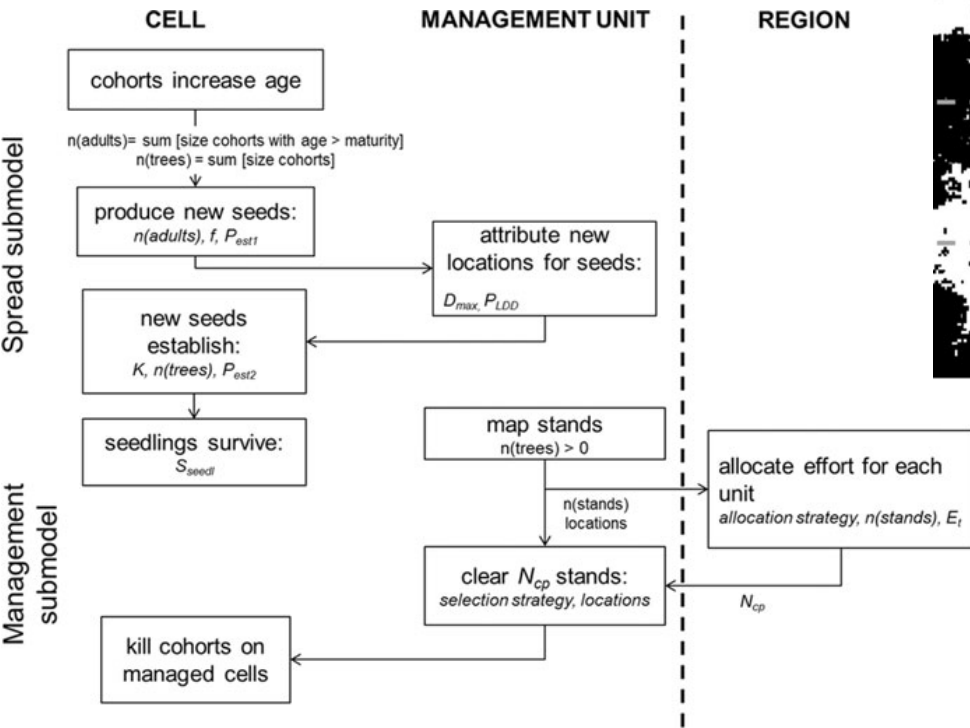 CELL
MANAGEMENT UNIT
REGION
Spread submodel
cohorts increase age
n(adults)= sum [size cohorts with age > maturity]
n(trees) = sum [size cohorts]
produce new seeds:
n(adults), f, Pest1
attribute new
locations for seeds:
Dmax, PLDD
new seeds
establish:
K, n(trees), Pest2
seedlings survive:
Sseedl
Management
submodel
map stands
n(trees) > 0
n(stands)
locations
allocate effort for each
unit
allocation strategy, n(stands), Et
clear Ncp stands:
selection strategy, locations
Ncp
kill cohorts on
managed cells